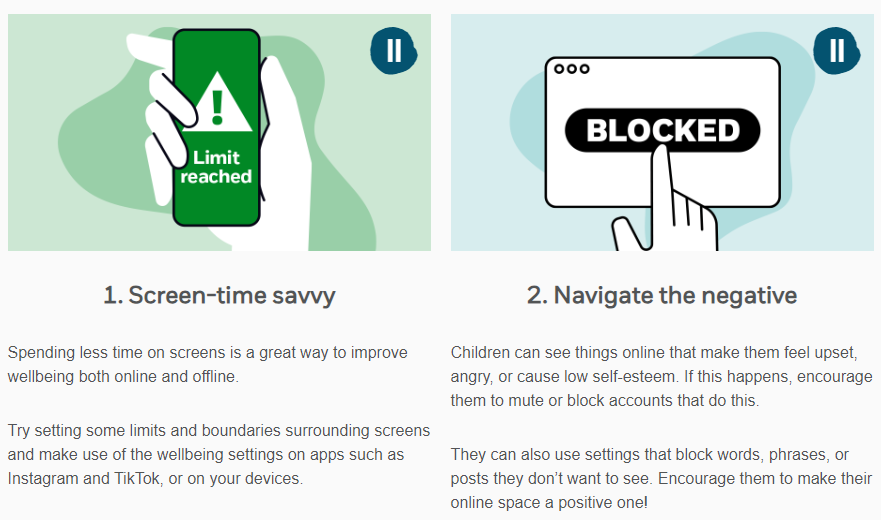 !
Limit
reached
1. Screen-time savvy
Spending less time on screens is a great way to improve
wellbeing both online and offline.
Try setting some limits and boundaries surrounding screens
and make use of the wellbeing settings on apps such as
Instagram and TikTok, or on your devices.
BLOCKED
2. Navigate the negative
Children can see things online that make them feel upset,
angry, or cause low self-esteem. If this happens, encourage
them to mute or block accounts that do this.
They can also use settings that block words, phrases, or
posts they don’t want to see. Encourage them to make their
online space a positive one!